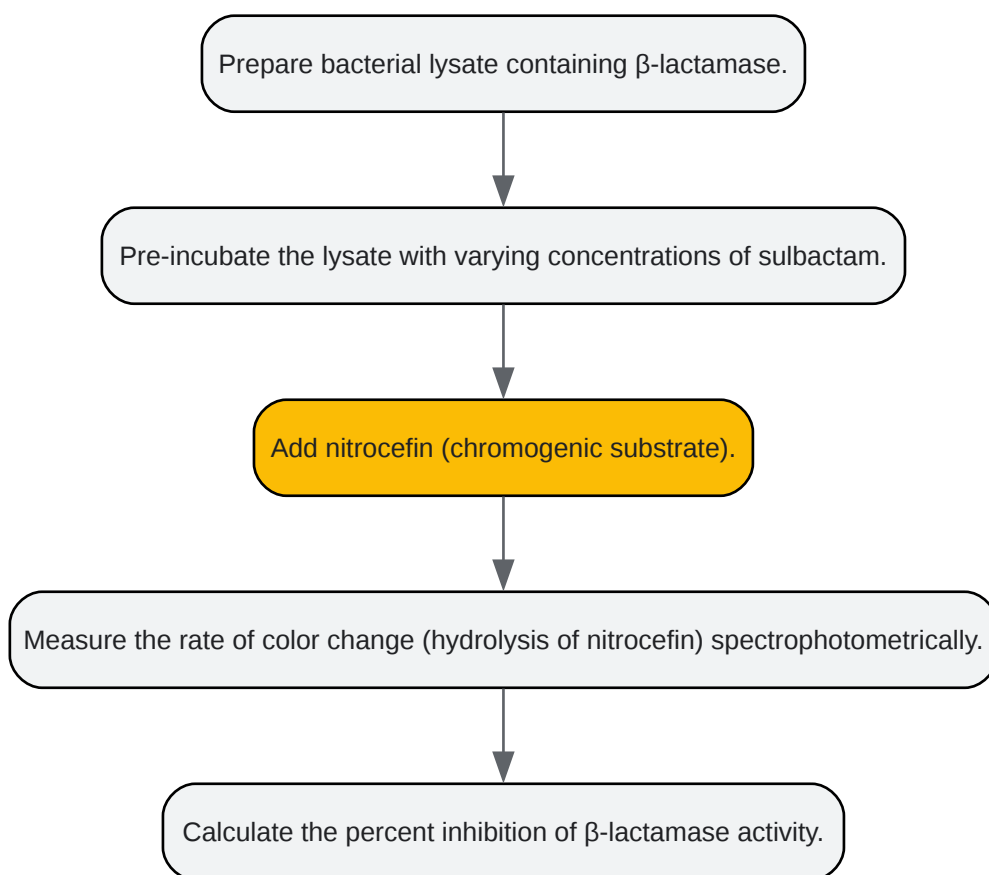 Prepare bacterial lysate containing β-lactamase.
Pre-incubate the lysate with varying concentrations of sulbactam.
Add nitrocefin (chromogenic substrate).
Measure the rate of color change (hydrolysis of nitrocefin) spectrophotometrically.
Calculate the percent inhibition of β-lactamase activity.